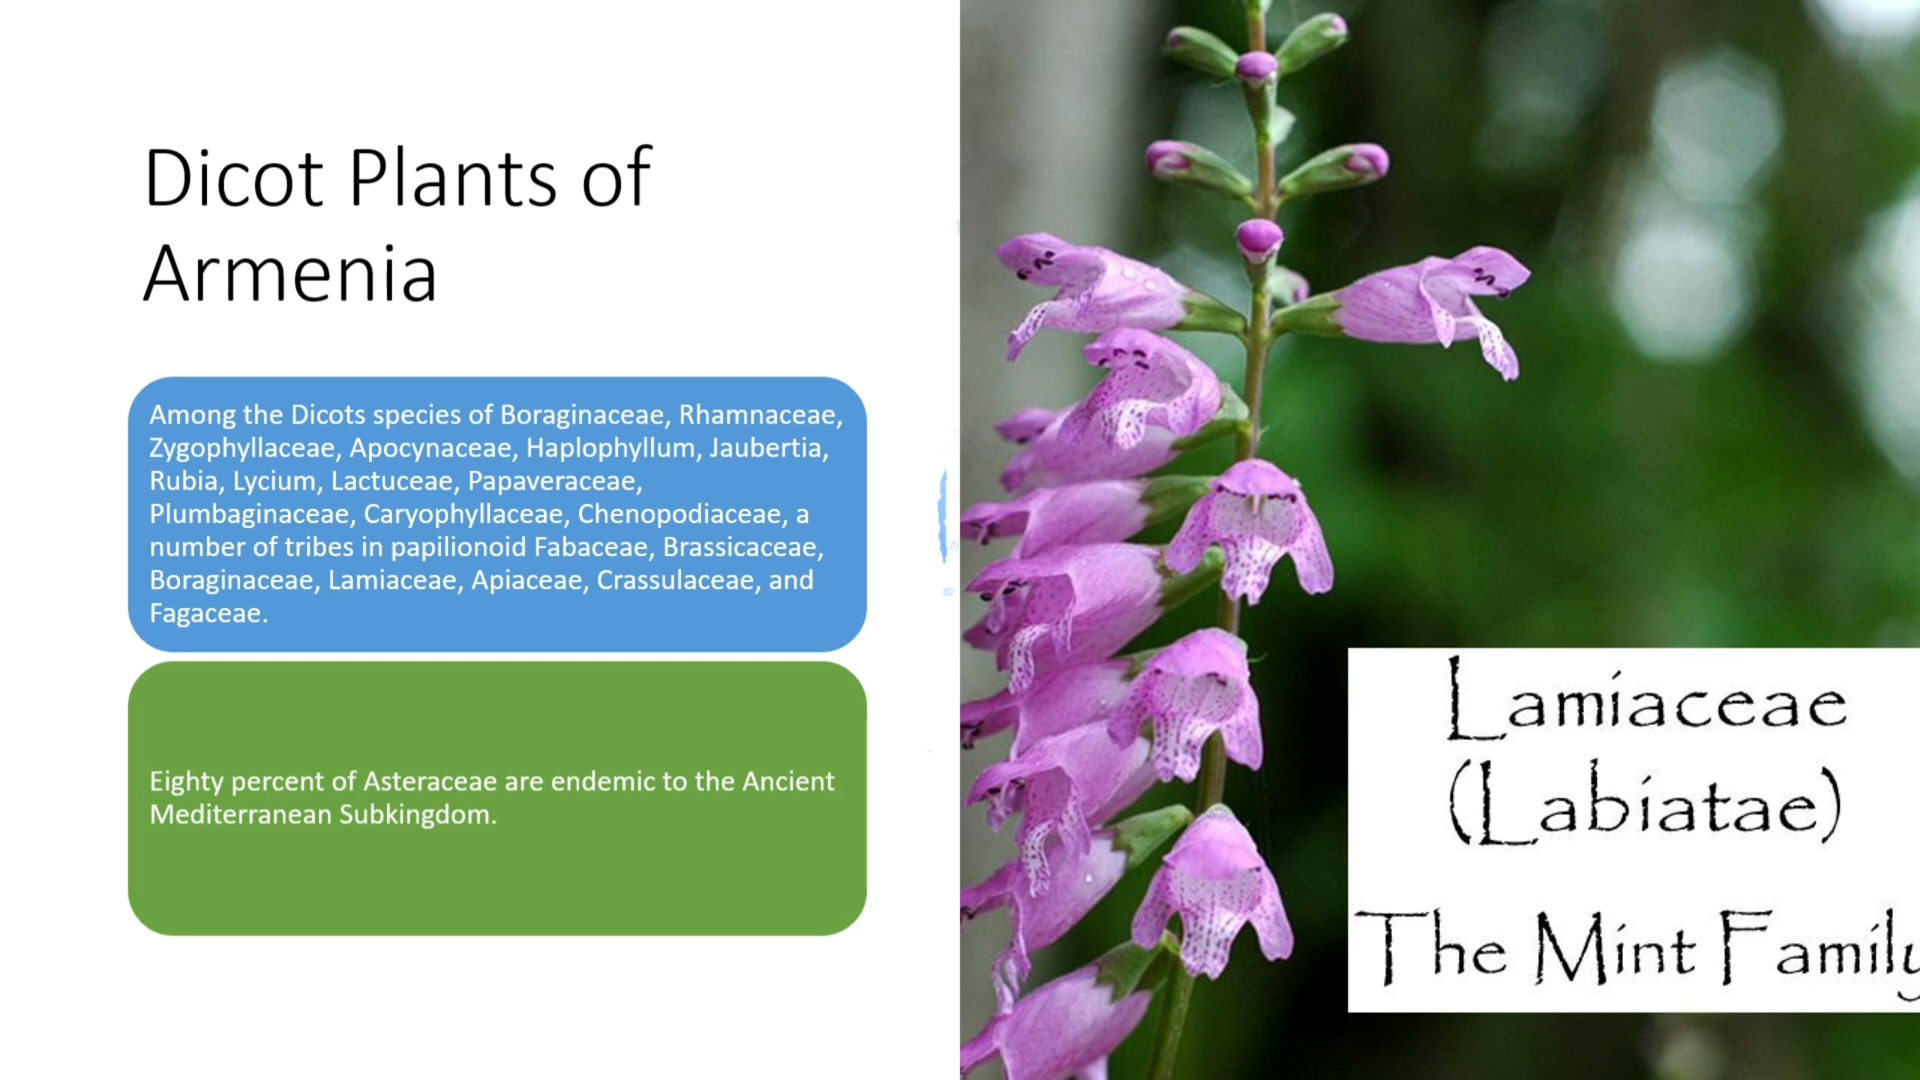 Dicot Plants of
Armenia
Among the Dicots species of Boraginaceae, Rhamnaceae,
Zygophyllaceae, Apocynaceae, Haplophyllum, Jaubertia,
Rubia, Lycium, Lactuceae, Papaveraceae,
Plumbaginaceae, Caryophyllaceae, Chenopodiaceae, a
number of tribes in papilionoid Fabaceae, Brassicaceae,
Boraginaceae, Lamiaceae, Apiaceae, Crassulaceae, and
Fagaceae.
Eighty percent of Asteraceae are endemic to the Ancient
Mediterranean Subkingdom.
Lamiaceae
(Labiatae)
The Mint Family